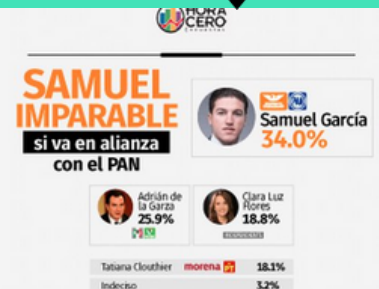 HORA
CERO
ENCUESTAS
SAMUEL
IMPARABLE
si va en alianza
con el PAN
Samuel García
34.0%
Adrián de
la Garza
25.9%
Clara Luz
Flores
18.8%
Tatiana Clouthier morena PT 18.1%
Indeciso 3.2%